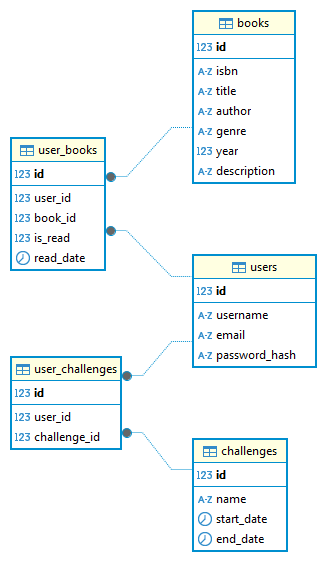 books
123 id
A-Z isbn
A-Z title
A-Z author
A-Z genre
123 year
A-Z description
user_books
123 id
123 user_id
123 book_id
123 is_read
read_date
users
123 id
A-Z username
A-Z email
A-Z password_hash
user_challenges
123 id
123 user_id
123 challenge_id
challenges
123 id
A-Z name
start_date
end_date